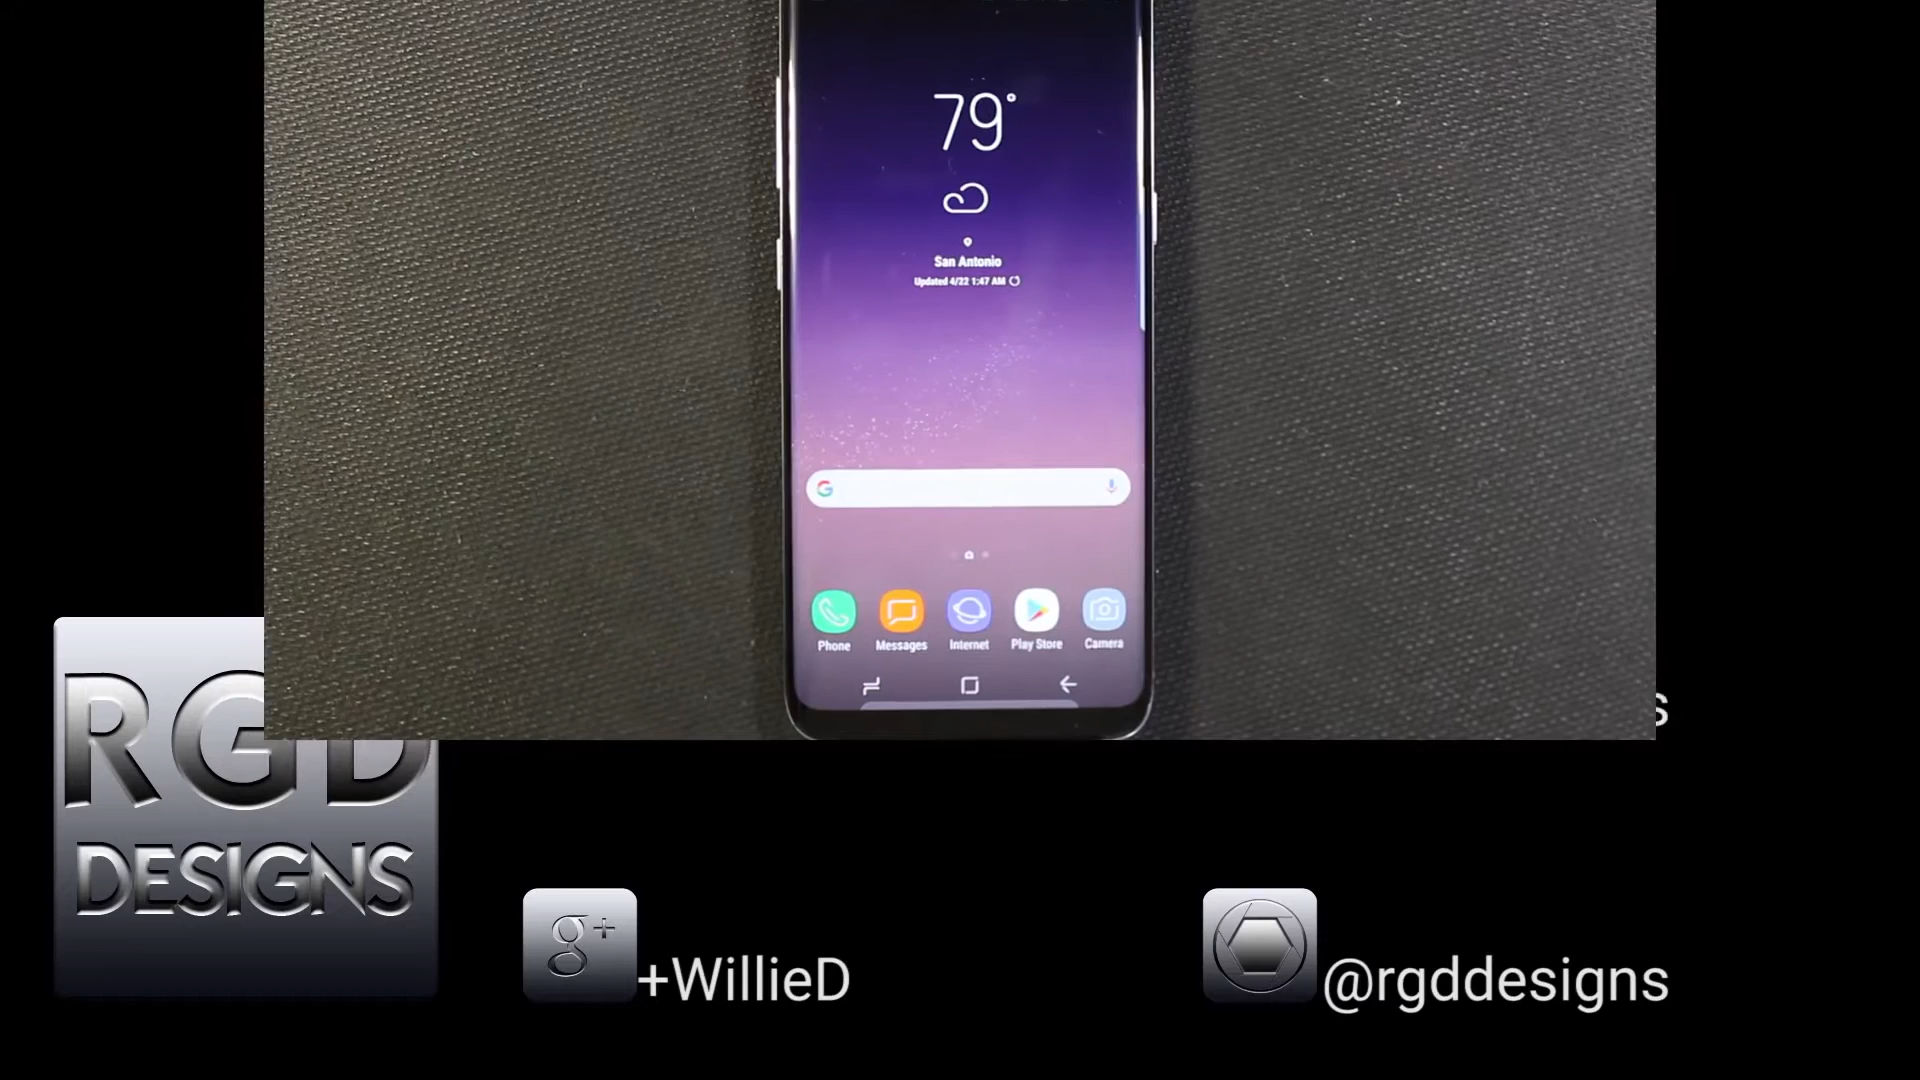 79°
San Antonio
Updated 4/22 1:47 AM
Phone
Messages
Internet
Play Store
Camera
s
RGD
DESIGNS
g+
+WillieD
@rgddesigns